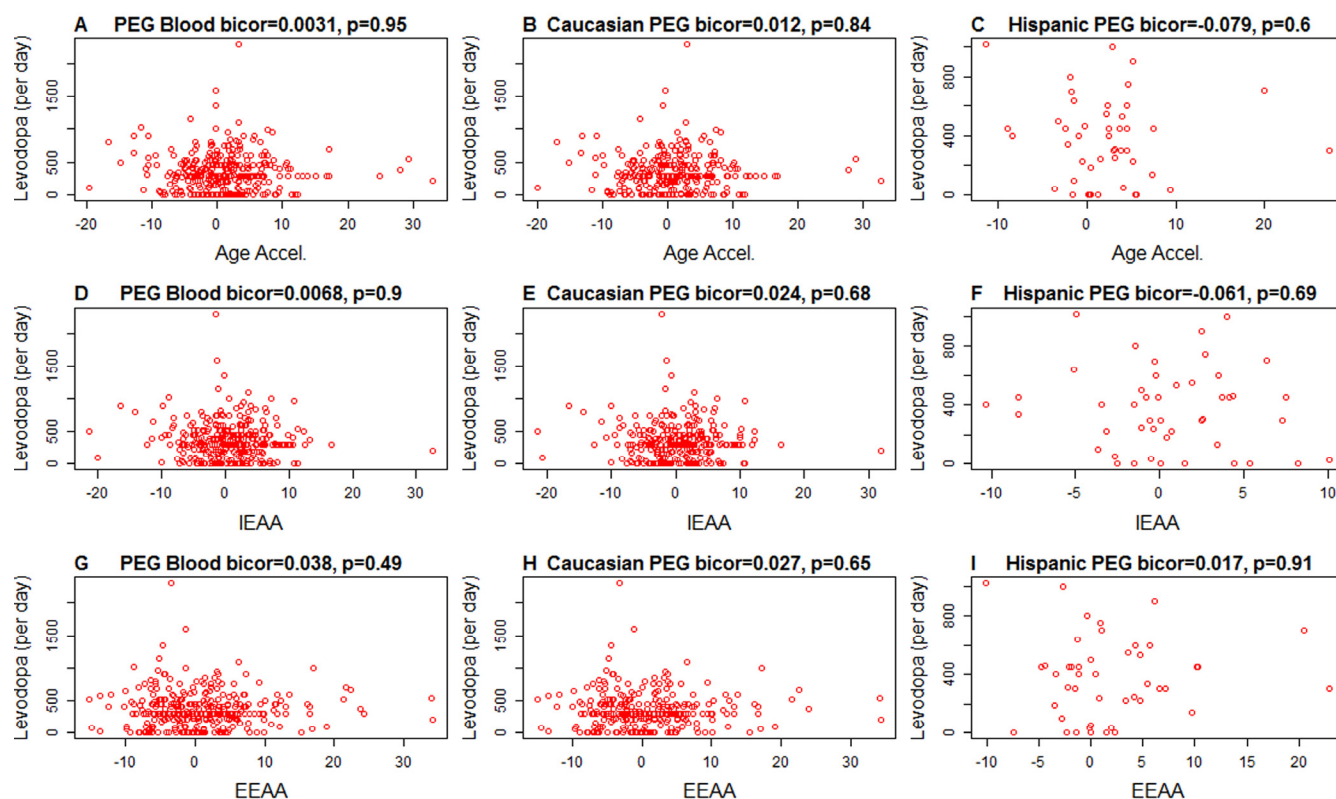 A PEG Blood bicor=0.0031, p=0.95
Levodopa (per day)
1500
500
0
-20 -10 0 10 20 30
Age Accel.
B Caucasian PEG bicor=0.012, p=0.84
Levodopa (per day)
1500
500
0
-20 -10 0 10 20 30
Age Accel.
C Hispanic PEG bicor=-0.079, p=0.6
Levodopa (per day)
800
400
0
-10 0 10 20
Age Accel.
D PEG Blood bicor=0.0068, p=0.9
Levodopa (per day)
1500
500
0
-20 -10 0 10 20 30
IEAA
E Caucasian PEG bicor=0.024, p=0.68
Levodopa (per day)
1500
500
0
-20 -10 0 10 20 30
IEAA
F Hispanic PEG bicor=-0.061, p=0.69
Levodopa (per day)
800
400
0
-10 -5 0 5 10
IEAA
G PEG Blood bicor=0.038, p=0.49
Levodopa (per day)
1500
500
0
-10 0 10 20 30
EEAA
H Caucasian PEG bicor=0.027, p=0.65
Levodopa (per day)
1500
500
0
-10 0 10 20 30
EEAA
I Hispanic PEG bicor=0.017, p=0.91
Levodopa (per day)
800
400
0
-10 -5 0 5 10 15 20
EEAA